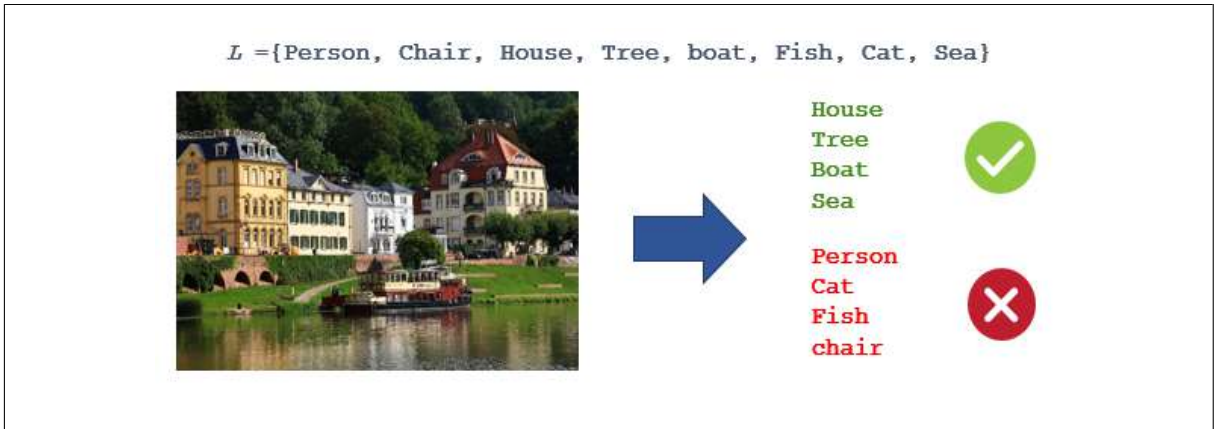 L ={Person, Chair, House, Tree, boat, Fish, Cat, Sea}
House
Tree
Boat
Sea
Person
Cat
Fish
chair